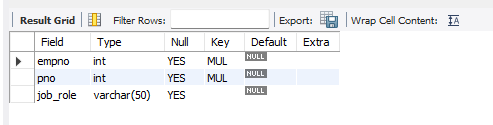 Result Grid Filter Rows: Export: Wrap Cell Content: IA
Field Type Null Key Default Extra
empno int YES MUL NULL
pno int YES MUL NULL
job_role varchar(50) YES NULL